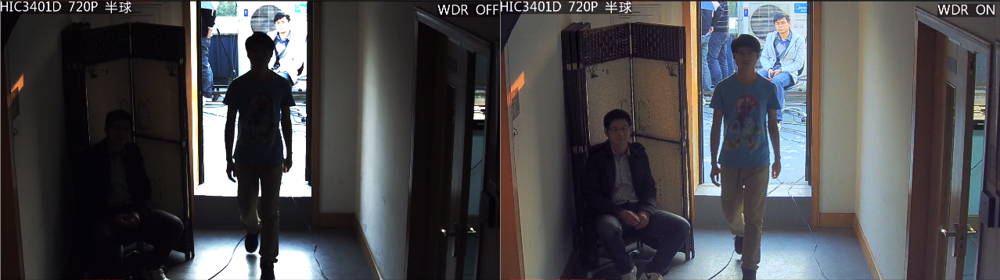 HIC3401D 720P 半球
WDR OFF
HIC3401D 720P 半球
WDR ON